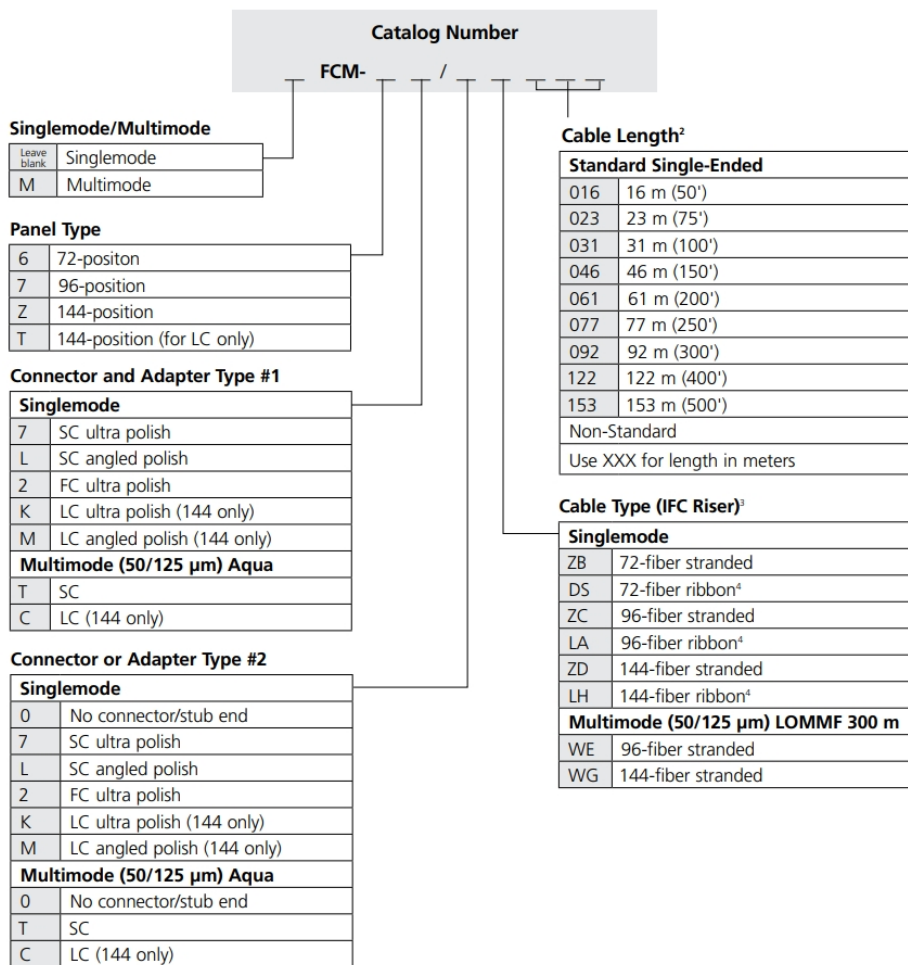 Catalog Number
_ FCM- _ _ / _ _ _ _ _
Singlemode/Multimode
Leave blank Singlemode
M Multimode
Panel Type
6 72-positon
7 96-position
Z 144-position
T 144-position (for LC only)
Connector and Adapter Type #1
Singlemode
7 SC ultra polish
L SC angled polish
2 FC ultra polish
K LC ultra polish (144 only)
M LC angled polish (144 only)
Multimode (50/125 μm) Aqua
T SC
C LC (144 only)
Connector or Adapter Type #2
Singlemode
0 No connector/stub end
7 SC ultra polish
L SC angled polish
2 FC ultra polish
K LC ultra polish (144 only)
M LC angled polish (144 only)
Multimode (50/125 μm) Aqua
0 No connector/stub end
T SC
C LC (144 only)
Cable Length²
Standard Single-Ended
016 16 m (50')
023 23 m (75')
031 31 m (100')
046 46 m (150')
061 61 m (200')
077 77 m (250')
092 92 m (300')
122 122 m (400')
153 153 m (500')
Non-Standard
Use XXX for length in meters
Cable Type (IFC Riser)³
Singlemode
ZB 72-fiber stranded
DS 72-fiber ribbon⁴
ZC 96-fiber stranded
LA 96-fiber ribbon⁴
ZD 144-fiber stranded
LH 144-fiber ribbon⁴
Multimode (50/125 μm) LOMMF 300 m
WE 96-fiber stranded
WG 144-fiber stranded